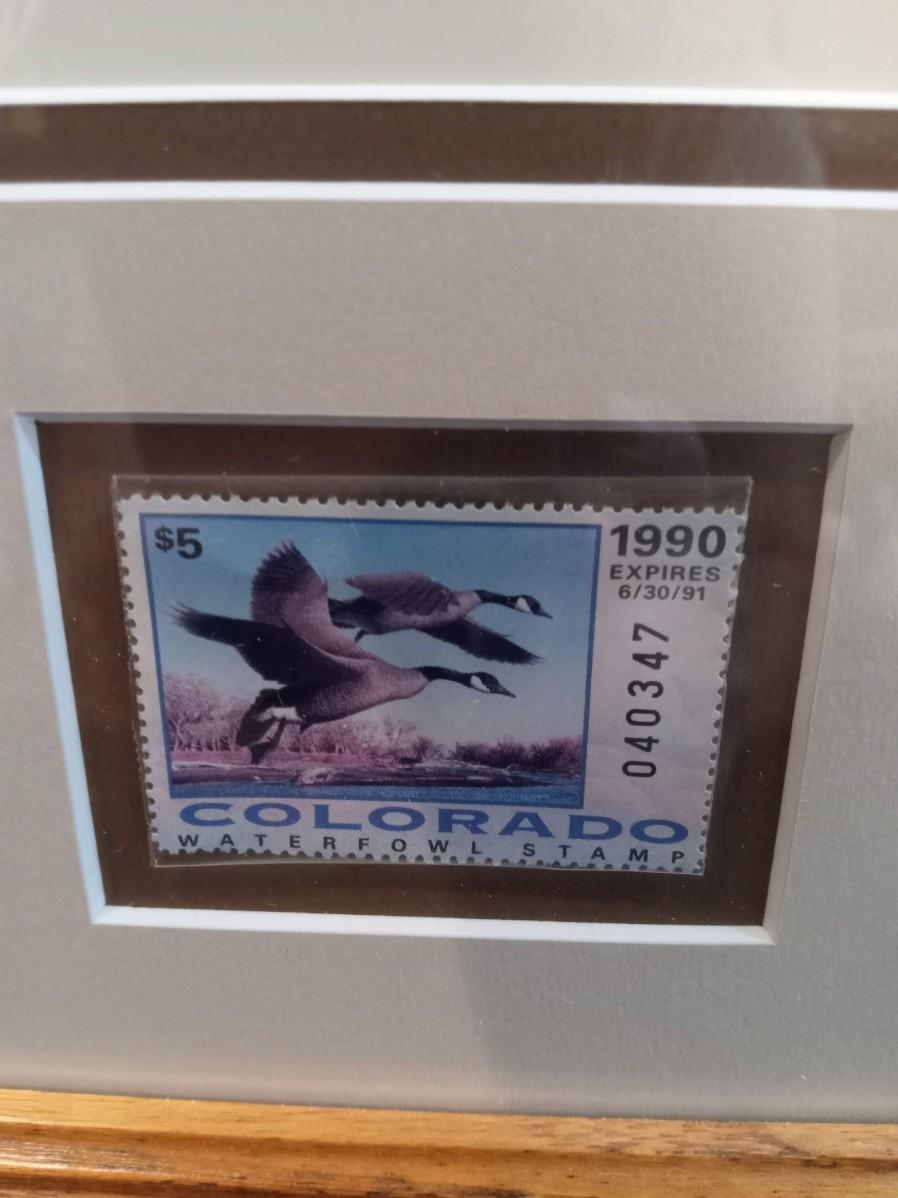 $5
1990
EXPIRES
6/30/91
040347
COLORADO
WATERFOWL STAMP